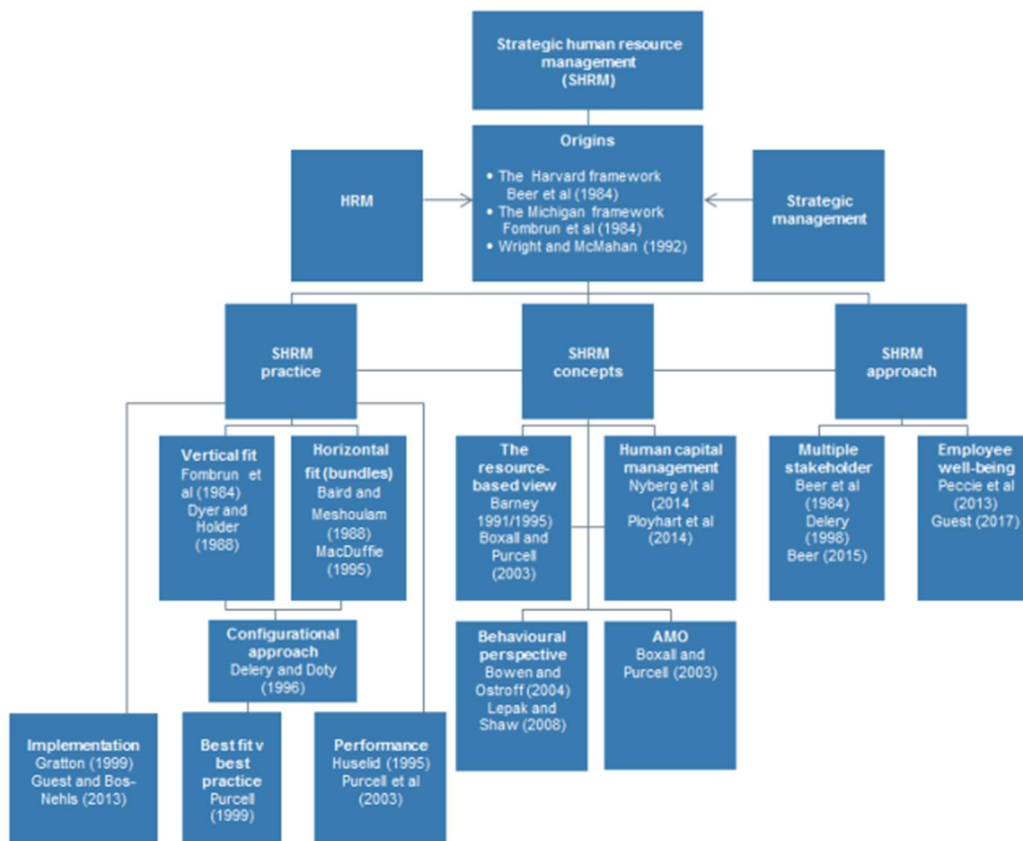 Strategic human resource
management
(SHRM)
Origins
• The Harvard framework
Beer et al (1984)
• The Michigan framework
Fombrun et al (1984)
• Wright and McMahan (1992)
HRM
Strategic
management
SHRM
practice
SHRM
concepts
SHRM
approach
Vertical fit
Fombrun et
al (1984)
Dyer and
Holder
(1988)
Horizontal
fit (bundles)
Baird and
Meshoulam
(1988)
MacDuffie
(1995)
The
resource-
based view
Barney
1991/1995)
Boxall and
Purcell
(2003)
Human capital
management
Nyberg e)t al
(2014
Ployhart et al
(2014)
Multiple
stakeholder
Beer et al
(1984)
Delery
(1998)
Beer (2015)
Employee
well-being
Peccie et al
(2013)
Guest (2017)
Configurational
approach
Delery and Doty
(1996)
Behavioural
perspective
Bowen and
Ostroff (2004)
Lepak and
Shaw (2008)
AMO
Boxall and
Purcell (2003)
Implementation
Gratton (1999)
Guest and Bos-
Nehls (2013)
Best fit v
best
practice
Purcell
(1999)
Performance
Huselid (1995)
Purcell et al
(2003)